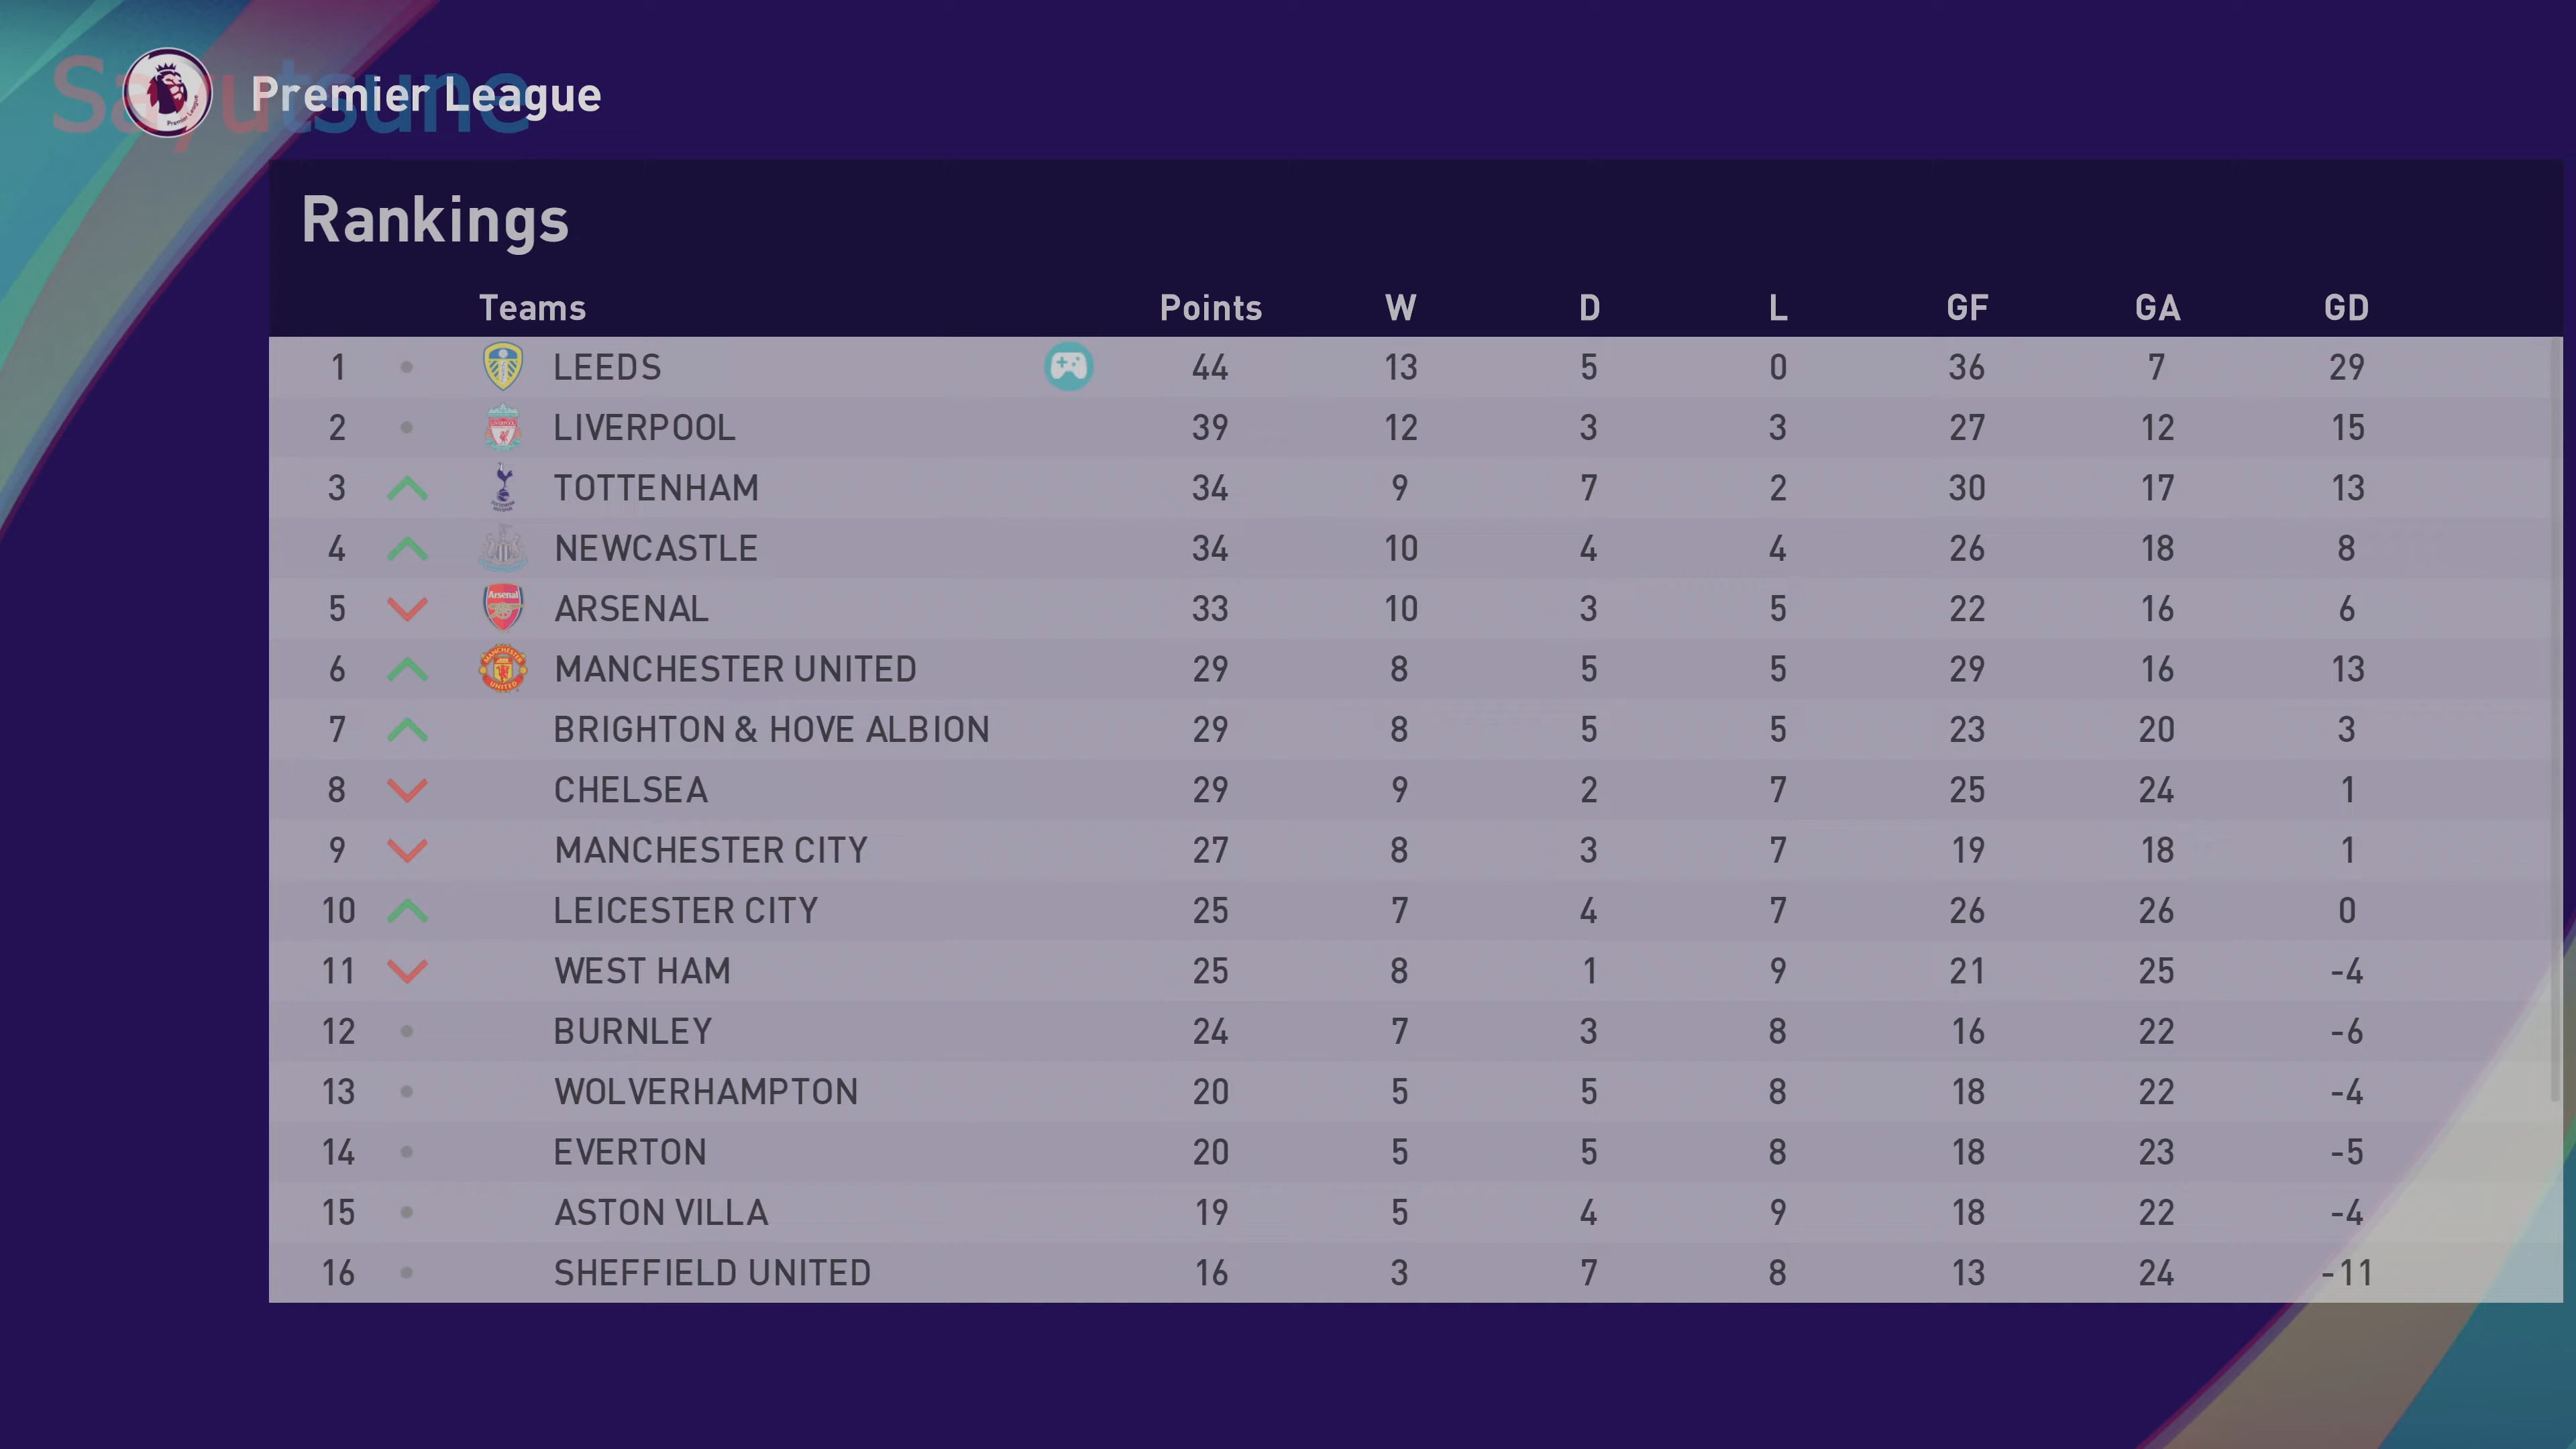 Sayutsune
Premier League
Rankings
Teams Points W D L GF GA GD
1 LEEDS 44 13 5 0 36 7 29
2 LIVERPOOL 39 12 3 3 27 12 15
3 TOTTENHAM 34 9 7 2 30 17 13
4 NEWCASTLE 34 10 4 4 26 18 8
5 ARSENAL 33 10 3 5 22 16 6
6 MANCHESTER UNITED 29 8 5 5 29 16 13
7 BRIGHTON & HOVE ALBION 29 8 5 5 23 20 3
8 CHELSEA 29 9 2 7 25 24 1
9 MANCHESTER CITY 27 8 3 7 19 18 1
10 LEICESTER CITY 25 7 4 7 26 26 0
11 WEST HAM 25 8 1 9 21 25 -4
12 BURNLEY 24 7 3 8 16 22 -6
13 WOLVERHAMPTON 20 5 5 8 18 22 -4
14 EVERTON 20 5 5 8 18 23 -5
15 ASTON VILLA 19 5 4 9 18 22 -4
16 SHEFFIELD UNITED 16 3 7 8 13 24 -11